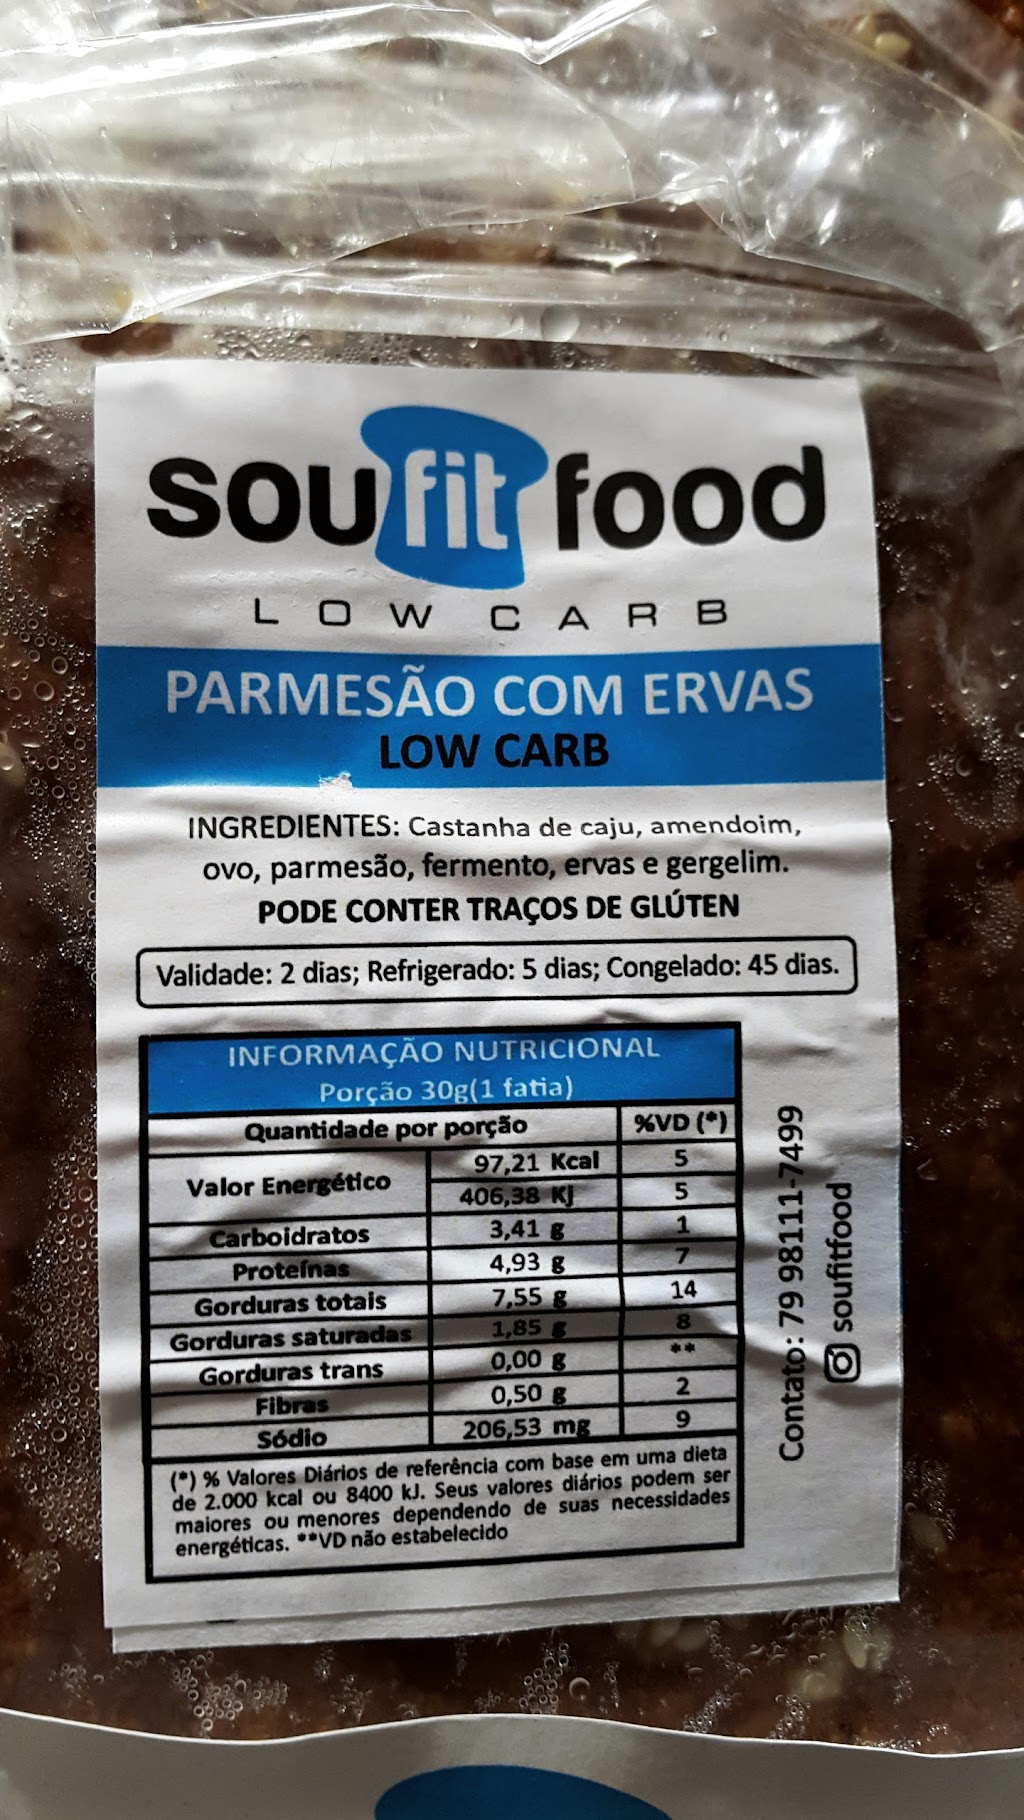 soufit food
LOW CARB
PARMESÃO COM ERVAS
LOW CARB
INGREDIENTES: Castanha de caju, amendoim,
ovo, parmesão, fermento, ervas e gergelim.
PODE CONTER TRAÇOS DE GLÚTEN
Validade: 2 dias; Refrigerado: 5 dias; Congelado: 45 dias.
INFORMAÇÃO NUTRICIONAL
Porção 30g(1 fatia)
Quantidade por porção %VD (*)
Valor Energético 97,21 Kcal 5
406,38 KJ 5
Carboidratos 3,41 g 1
Proteínas 4,93 g 7
Gorduras totais 7,55 g 14
Gorduras saturadas 1,85 g 8
Gorduras trans 0,00 g **
Fibras 0,50 g 2
Sódio 206,53 mg 9
(*) % Valores Diários de referência com base em uma dieta
de 2.000 kcal ou 8400 kJ. Seus valores diários podem ser
maiores ou menores dependendo de suas necessidades
energéticas. **VD não estabelecido
Contato: 79 98111-7499
soufitfood